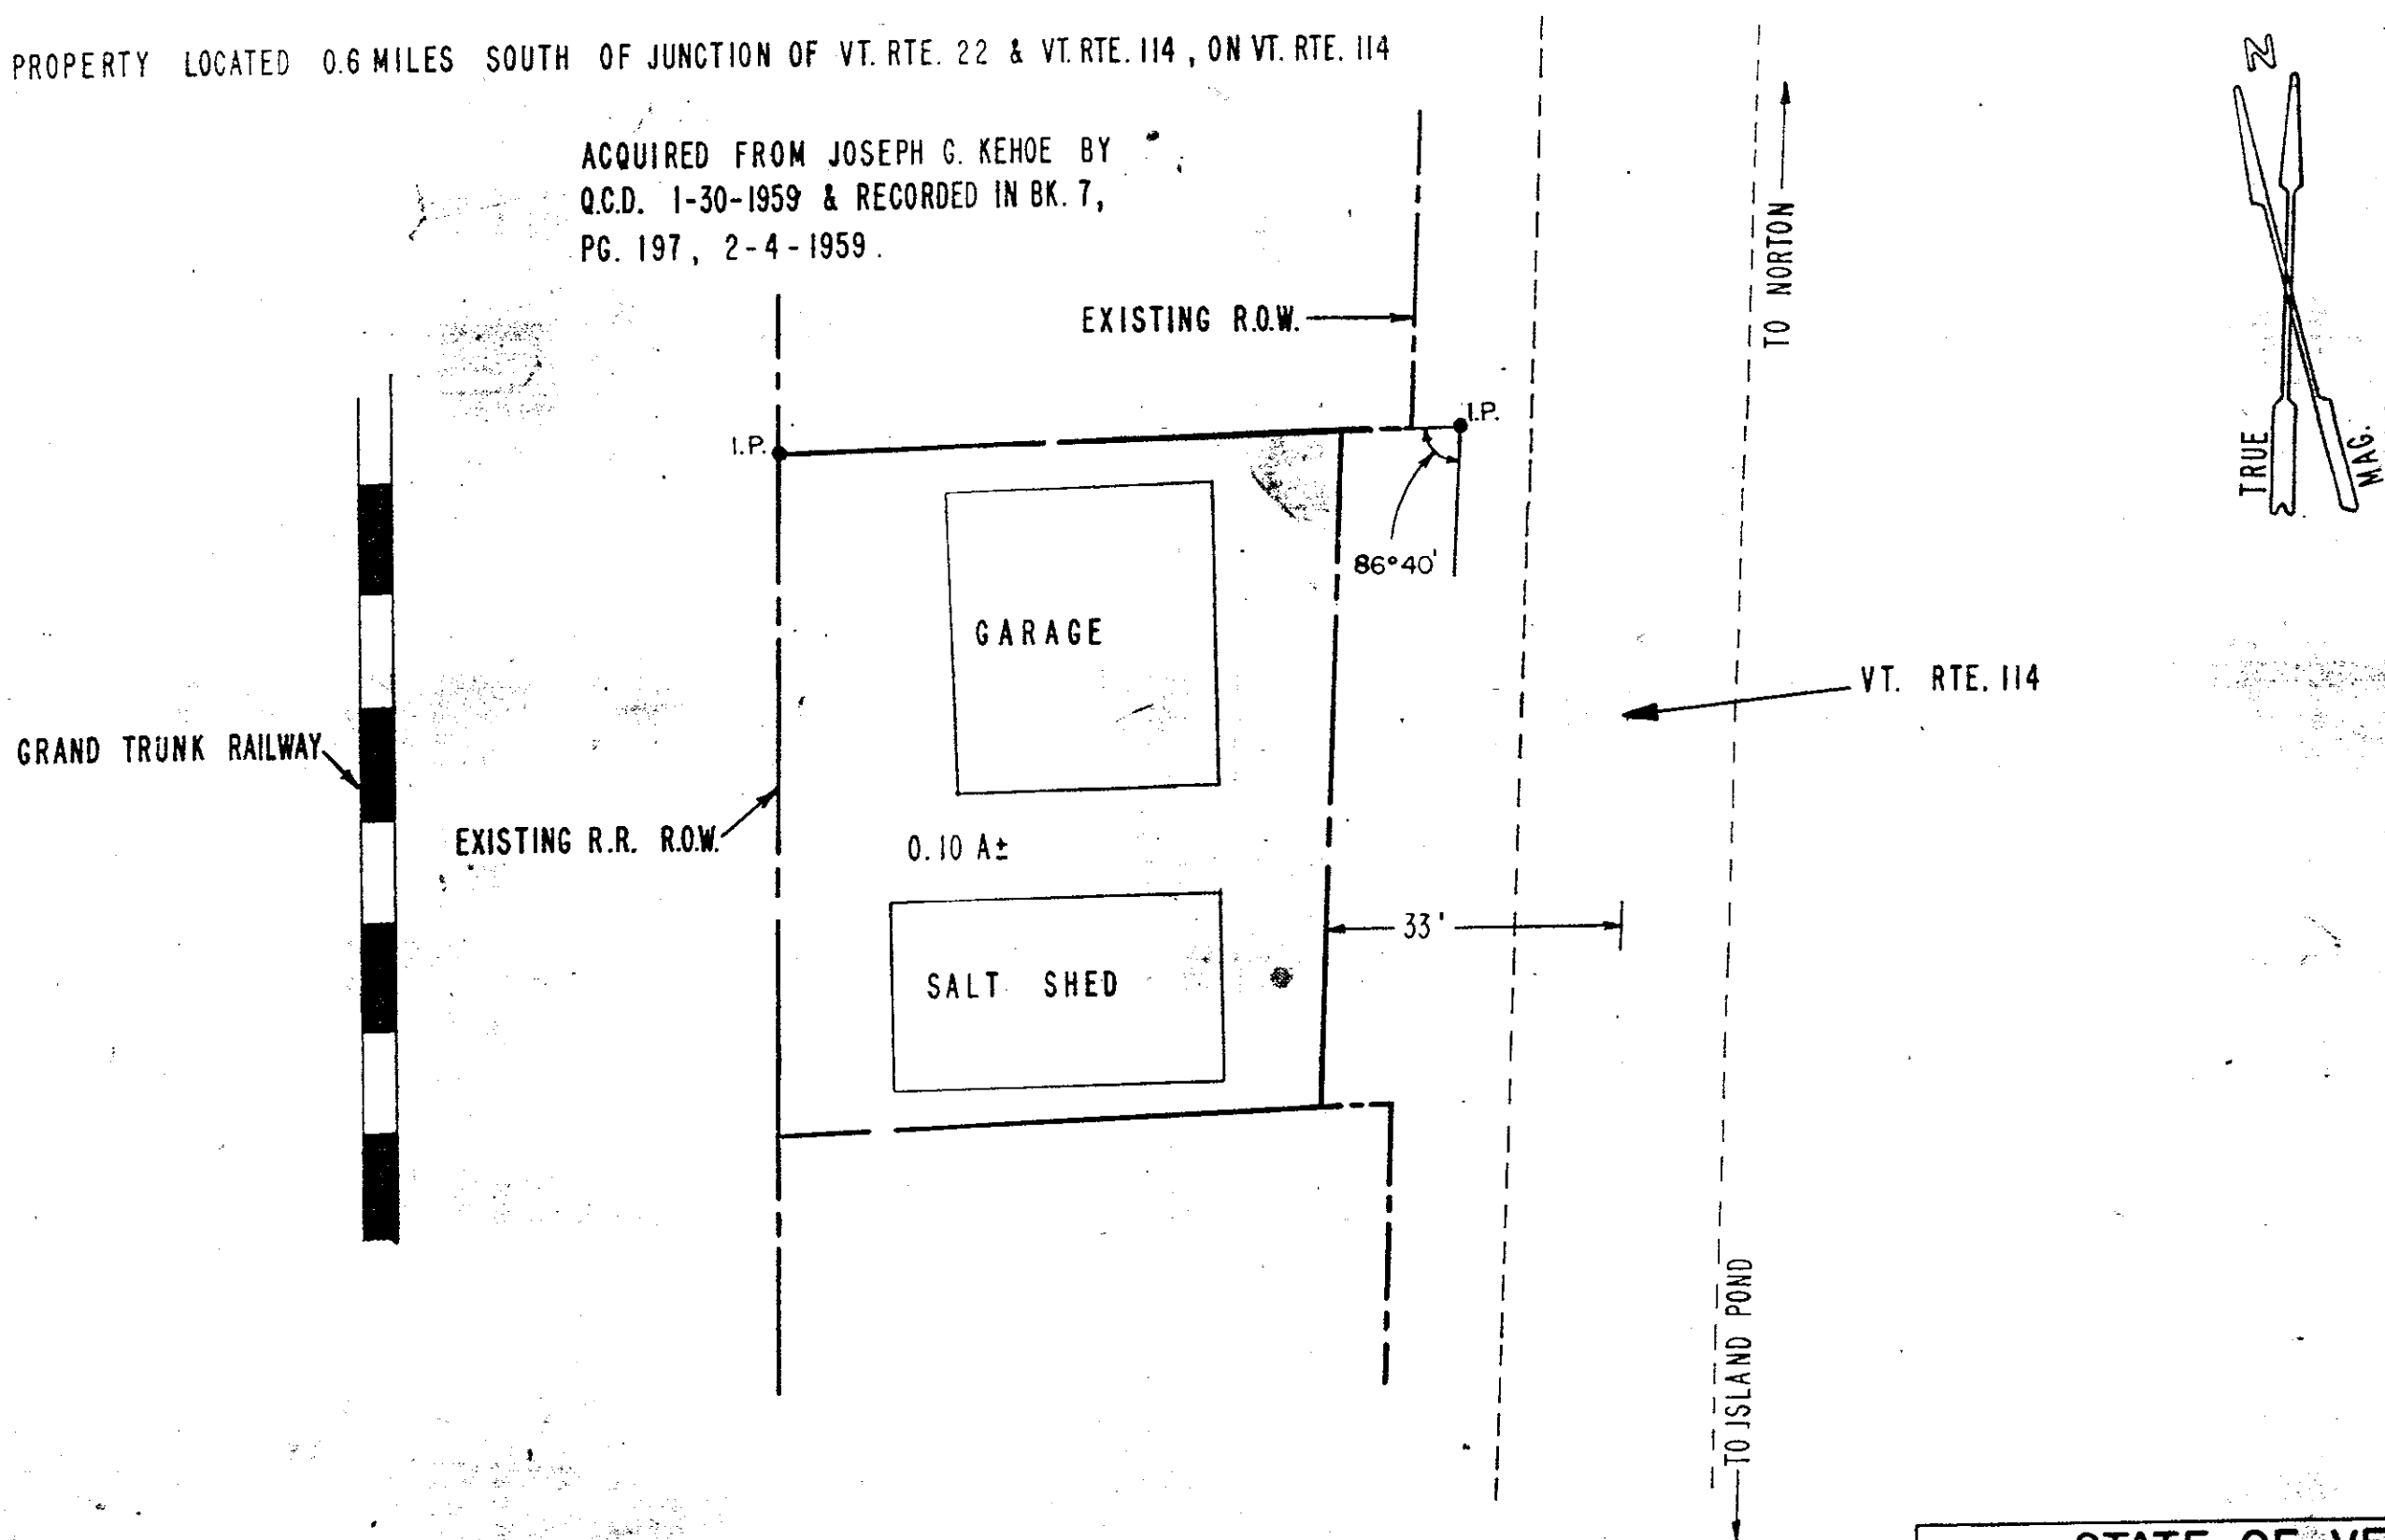 PROPERTY LOCATED 0.6 MILES SOUTH OF JUNCTION OF VT. RTE. 22 & VT. RTE. 114, ON VT. RTE. 114
ACQUIRED FROM JOSEPH G. KEHOE BY
Q.C.D. 1-30-1959 & RECORDED IN BK. 7,
PG. 197, 2-4-1959.
N
TRUE
MAG.
TO NORTON
EXISTING R.O.W.
I.P.
I.P.
86°40'
GARAGE
VT. RTE. 114
GRAND TRUNK RAILWAY
EXISTING R.R. R.O.W.
0.10 A±
33'
SALT SHED
TO ISLAND POND
STATE OF VE